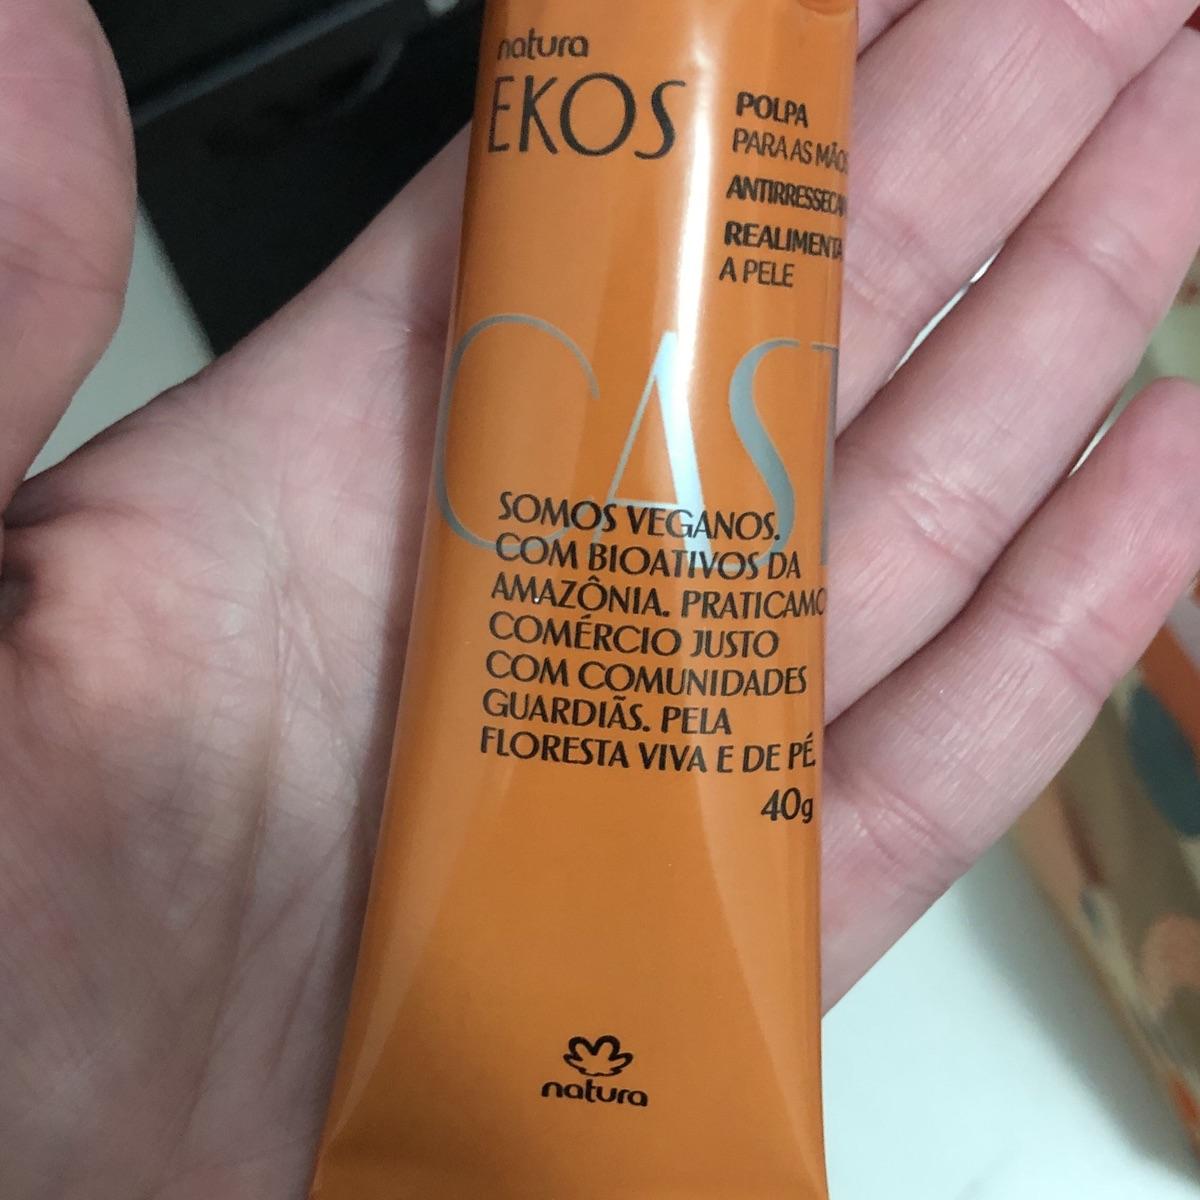 natura
EKOS
POLPA
PARA AS MÃOS
ANTIRRESSECA
REALIMENTA
A PELE
CAST
SOMOS VEGANOS.
COM BIOATIVOS DA
AMAZÔNIA. PRATICAMO
COMÉRCIO JUSTO
COM COMUNIDADES
GUARDIÃS. PELA
FLORESTA VIVA E DE PÉ.
40g
natura